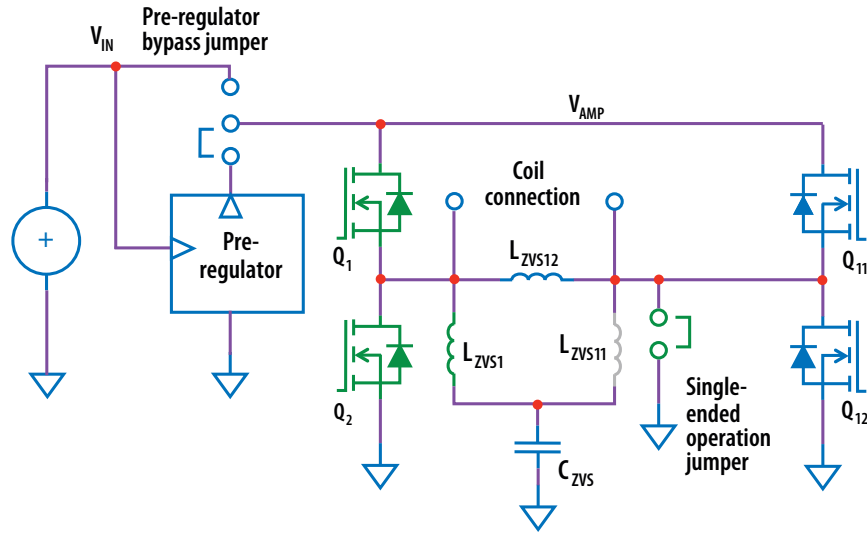 Pre-regulator
bypass jumper
V_IN
V_AMP
Coil
connection
+
Pre-
regulator
Q_1
L_ZVS12
Q_11
L_ZVS1
L_ZVS11
Q_2
Single-
ended
operation
jumper
Q_12
C_ZVS